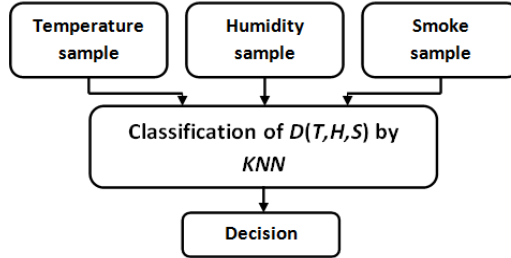 Temperature
sample
Humidity
sample
Smoke
sample
Classification of D(T,H,S) by
KNN
Decision